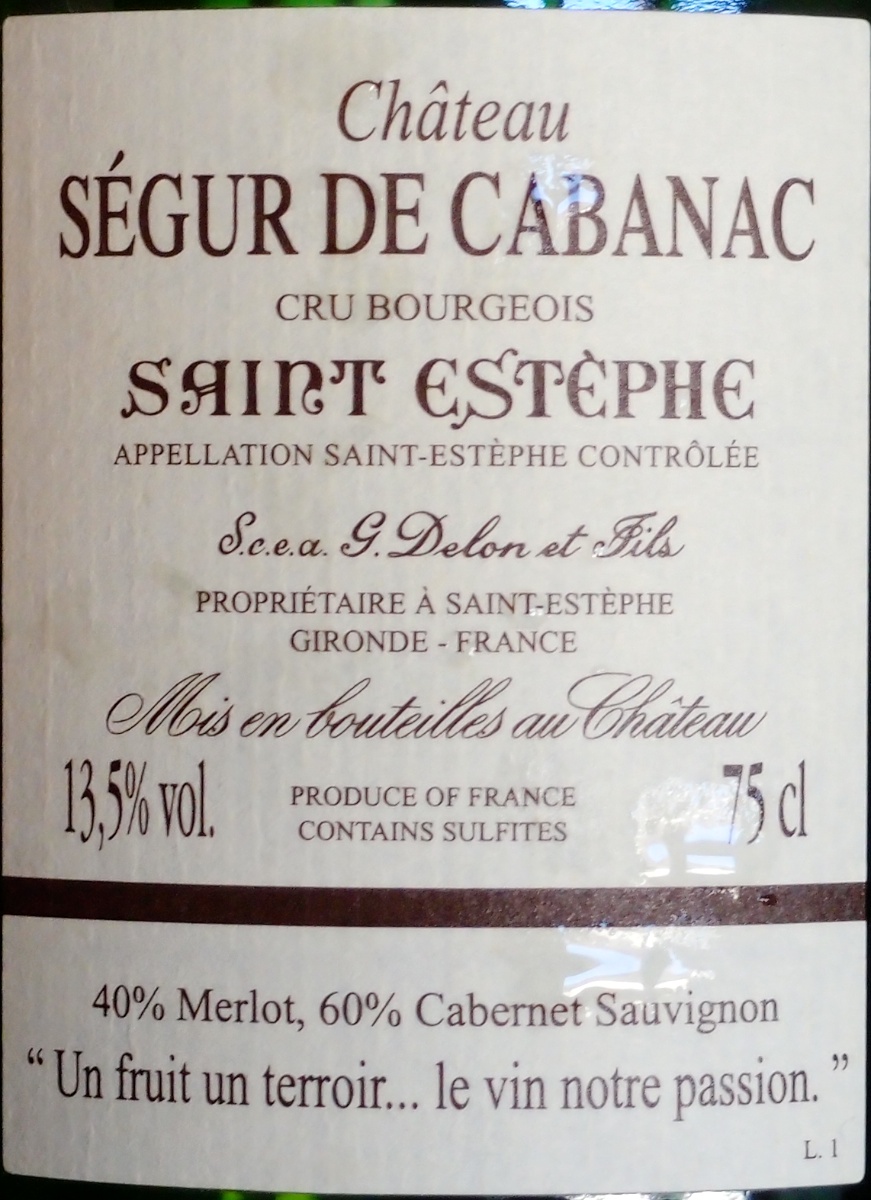 Château
SÉGUR DE CABANAC
CRU BOURGEOIS
SAINT ESTÈPHE
APPELLATION SAINT-ESTÈPHE CONTRÔLÉE
S.c.e.a. G. Delon et Fils
PROPRIÉTAIRE À SAINT-ESTÈPHE
GIRONDE - FRANCE
Mis en bouteilles au Château
13,5% vol. PRODUCE OF FRANCE 75 cl
CONTAINS SULFITES
40% Merlot, 60% Cabernet Sauvignon
“ Un fruit un terroir... le vin notre passion. ”
L. 1